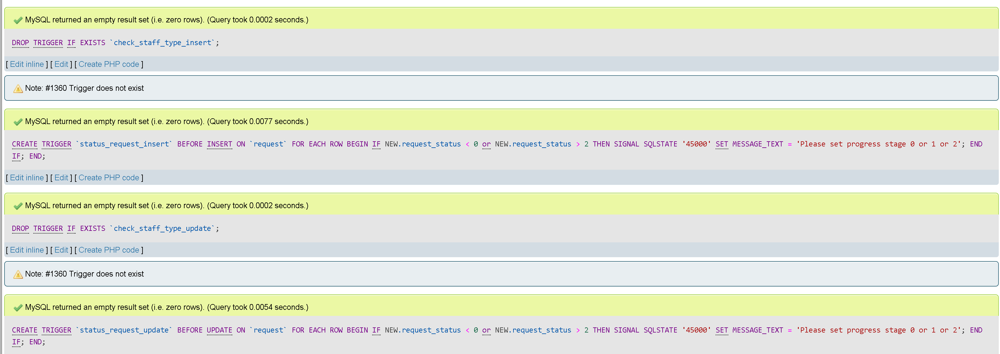 MySQL returned an empty result set (i.e. zero rows). (Query took 0.0002 seconds.)
DROP TRIGGER IF EXISTS `check_staff_type_insert`;
[ Edit inline ] [ Edit ] [ Create PHP code ]
Note: #1360 Trigger does not exist
MySQL returned an empty result set (i.e. zero rows). (Query took 0.0077 seconds.)
CREATE TRIGGER `status_request_insert` BEFORE INSERT ON `request` FOR EACH ROW BEGIN IF NEW.request_status < 0 or NEW.request_status > 2 THEN SIGNAL SQLSTATE '45000' SET MESSAGE_TEXT = 'Please set progress stage 0 or 1 or 2'; END
IF; END;
[ Edit inline ] [ Edit ] [ Create PHP code ]
MySQL returned an empty result set (i.e. zero rows). (Query took 0.0002 seconds.)
DROP TRIGGER IF EXISTS `check_staff_type_update`;
[ Edit inline ] [ Edit ] [ Create PHP code ]
Note: #1360 Trigger does not exist
MySQL returned an empty result set (i.e. zero rows). (Query took 0.0054 seconds.)
CREATE TRIGGER `status_request_update` BEFORE UPDATE ON `request` FOR EACH ROW BEGIN IF NEW.request_status < 0 or NEW.request_status > 2 THEN SIGNAL SQLSTATE '45000' SET MESSAGE_TEXT = 'Please set progress stage 0 or 1 or 2'; END
IF; END;